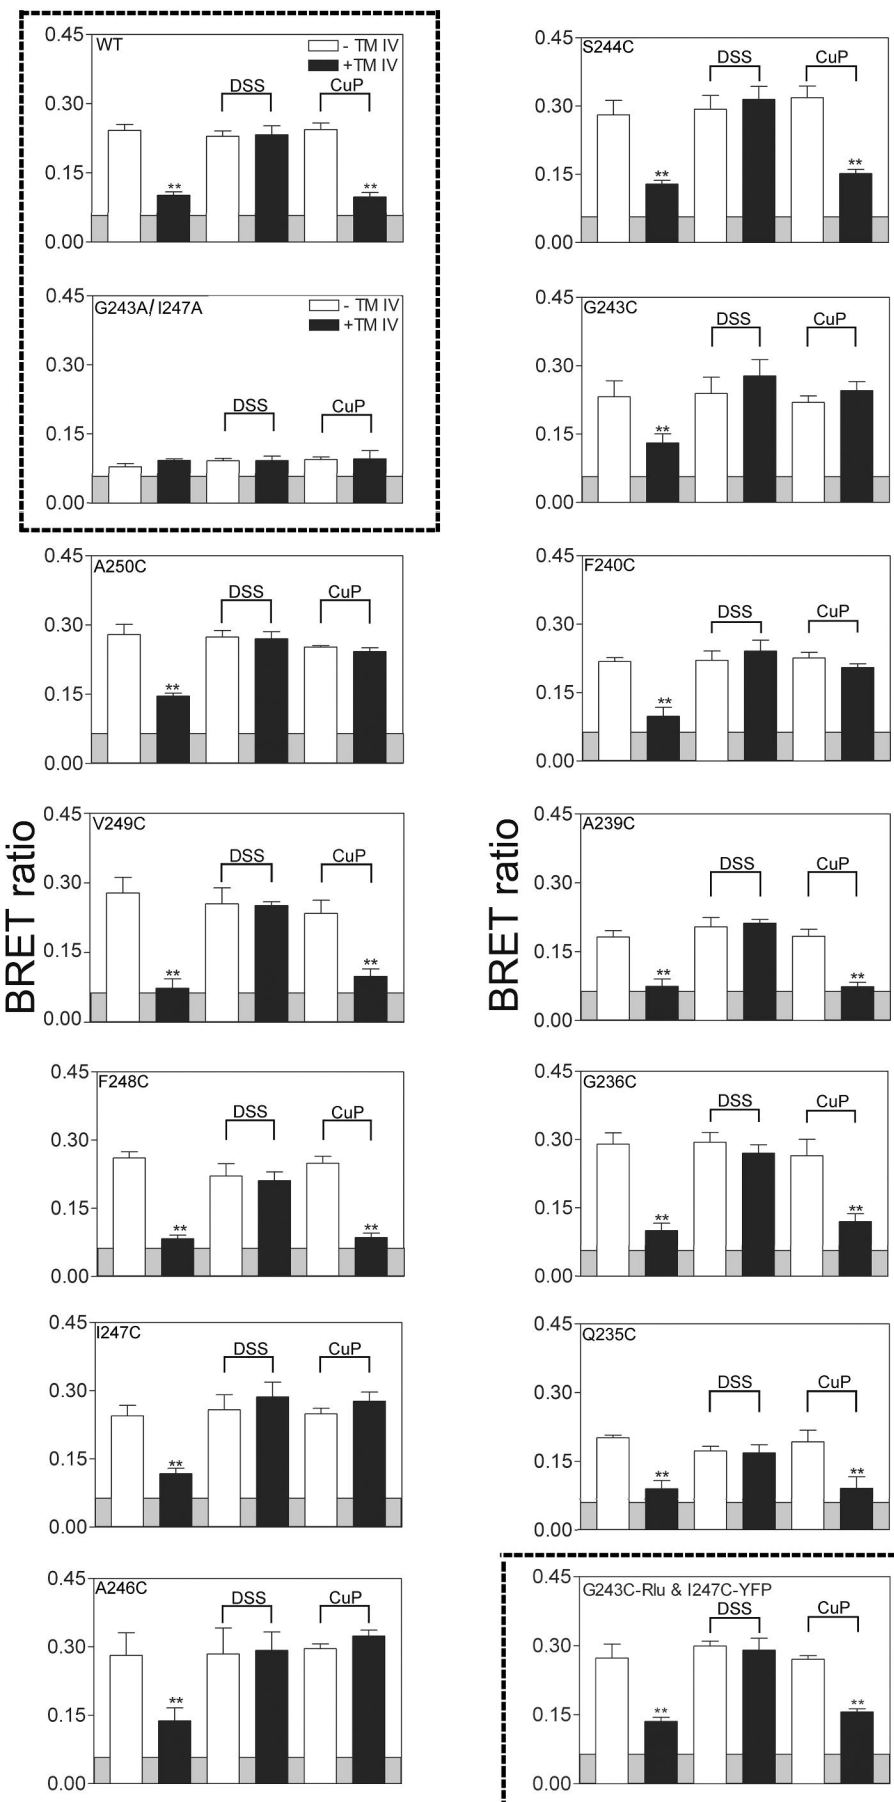 WT
- TM IV
+TM IV
DSS
CuP
**
**
0.45
0.30
0.15
0.00
G243A/I247A
- TM IV
+TM IV
DSS
CuP
0.45
0.30
0.15
0.00
A250C
DSS
CuP
**
0.45
0.30
0.15
0.00
V249C
DSS
CuP
**
**
0.45
0.30
0.15
0.00
BRET ratio
F248C
DSS
CuP
**
**
0.45
0.30
0.15
0.00
I247C
DSS
CuP
**
0.45
0.30
0.15
0.00
A246C
DSS
CuP
**
0.45
0.30
0.15
0.00
S244C
DSS
CuP
**
**
0.45
0.30
0.15
0.00
G243C
DSS
CuP
**
0.45
0.30
0.15
0.00
F240C
DSS
CuP
**
0.45
0.30
0.15
0.00
A239C
DSS
CuP
**
**
0.45
0.30
0.15
0.00
BRET ratio
G236C
DSS
CuP
**
**
0.45
0.30
0.15
0.00
Q235C
DSS
CuP
**
**
0.45
0.30
0.15
0.00
G243C-Rlu & I247C-YFP
DSS
CuP
**
**
0.45
0.30
0.15
0.00